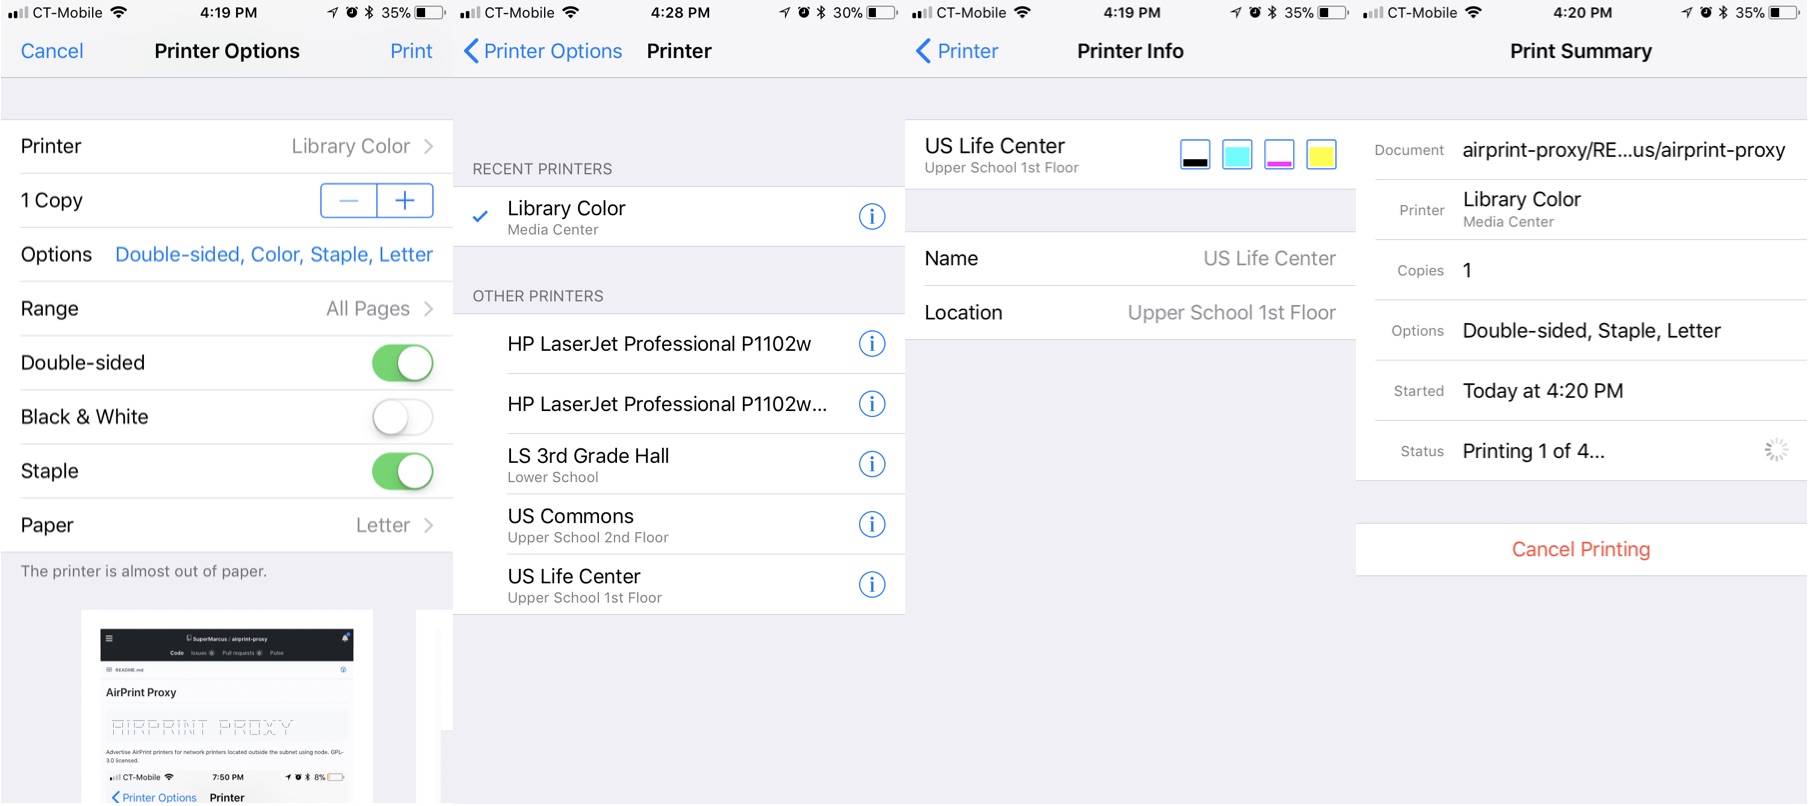 CT-Mobile 4:19 PM 35%
Cancel Printer Options Print
Printer Library Color
1 Copy
Options Double-sided, Color, Staple, Letter
Range All Pages
Double-sided
Black & White
Staple
Paper Letter
The printer is almost out of paper.
SuperMarcus / airprint-proxy
Code Issues 0 Pull requests 0 Pulse
README.md
AirPrint Proxy
AIRPRINT PROXY
Advertise AirPrint printers for network printers located outside the subnet using node. GPL-
3.0 licensed.
CT-Mobile 7:50 PM 8%
Printer Options Printer
CT-Mobile 4:28 PM 30%
Printer Options Printer
RECENT PRINTERS
Library Color
Media Center
OTHER PRINTERS
HP LaserJet Professional P1102w
HP LaserJet Professional P1102w...
LS 3rd Grade Hall
Lower School
US Commons
Upper School 2nd Floor
US Life Center
Upper School 1st Floor
CT-Mobile 4:19 PM 35%
Printer Printer Info
US Life Center
Upper School 1st Floor
Name US Life Center
Location Upper School 1st Floor
CT-Mobile 4:20 PM 35%
Print Summary
Document airprint-proxy/RE...us/airprint-proxy
Printer Library Color
Media Center
Copies 1
Options Double-sided, Staple, Letter
Started Today at 4:20 PM
Status Printing 1 of 4...
Cancel Printing